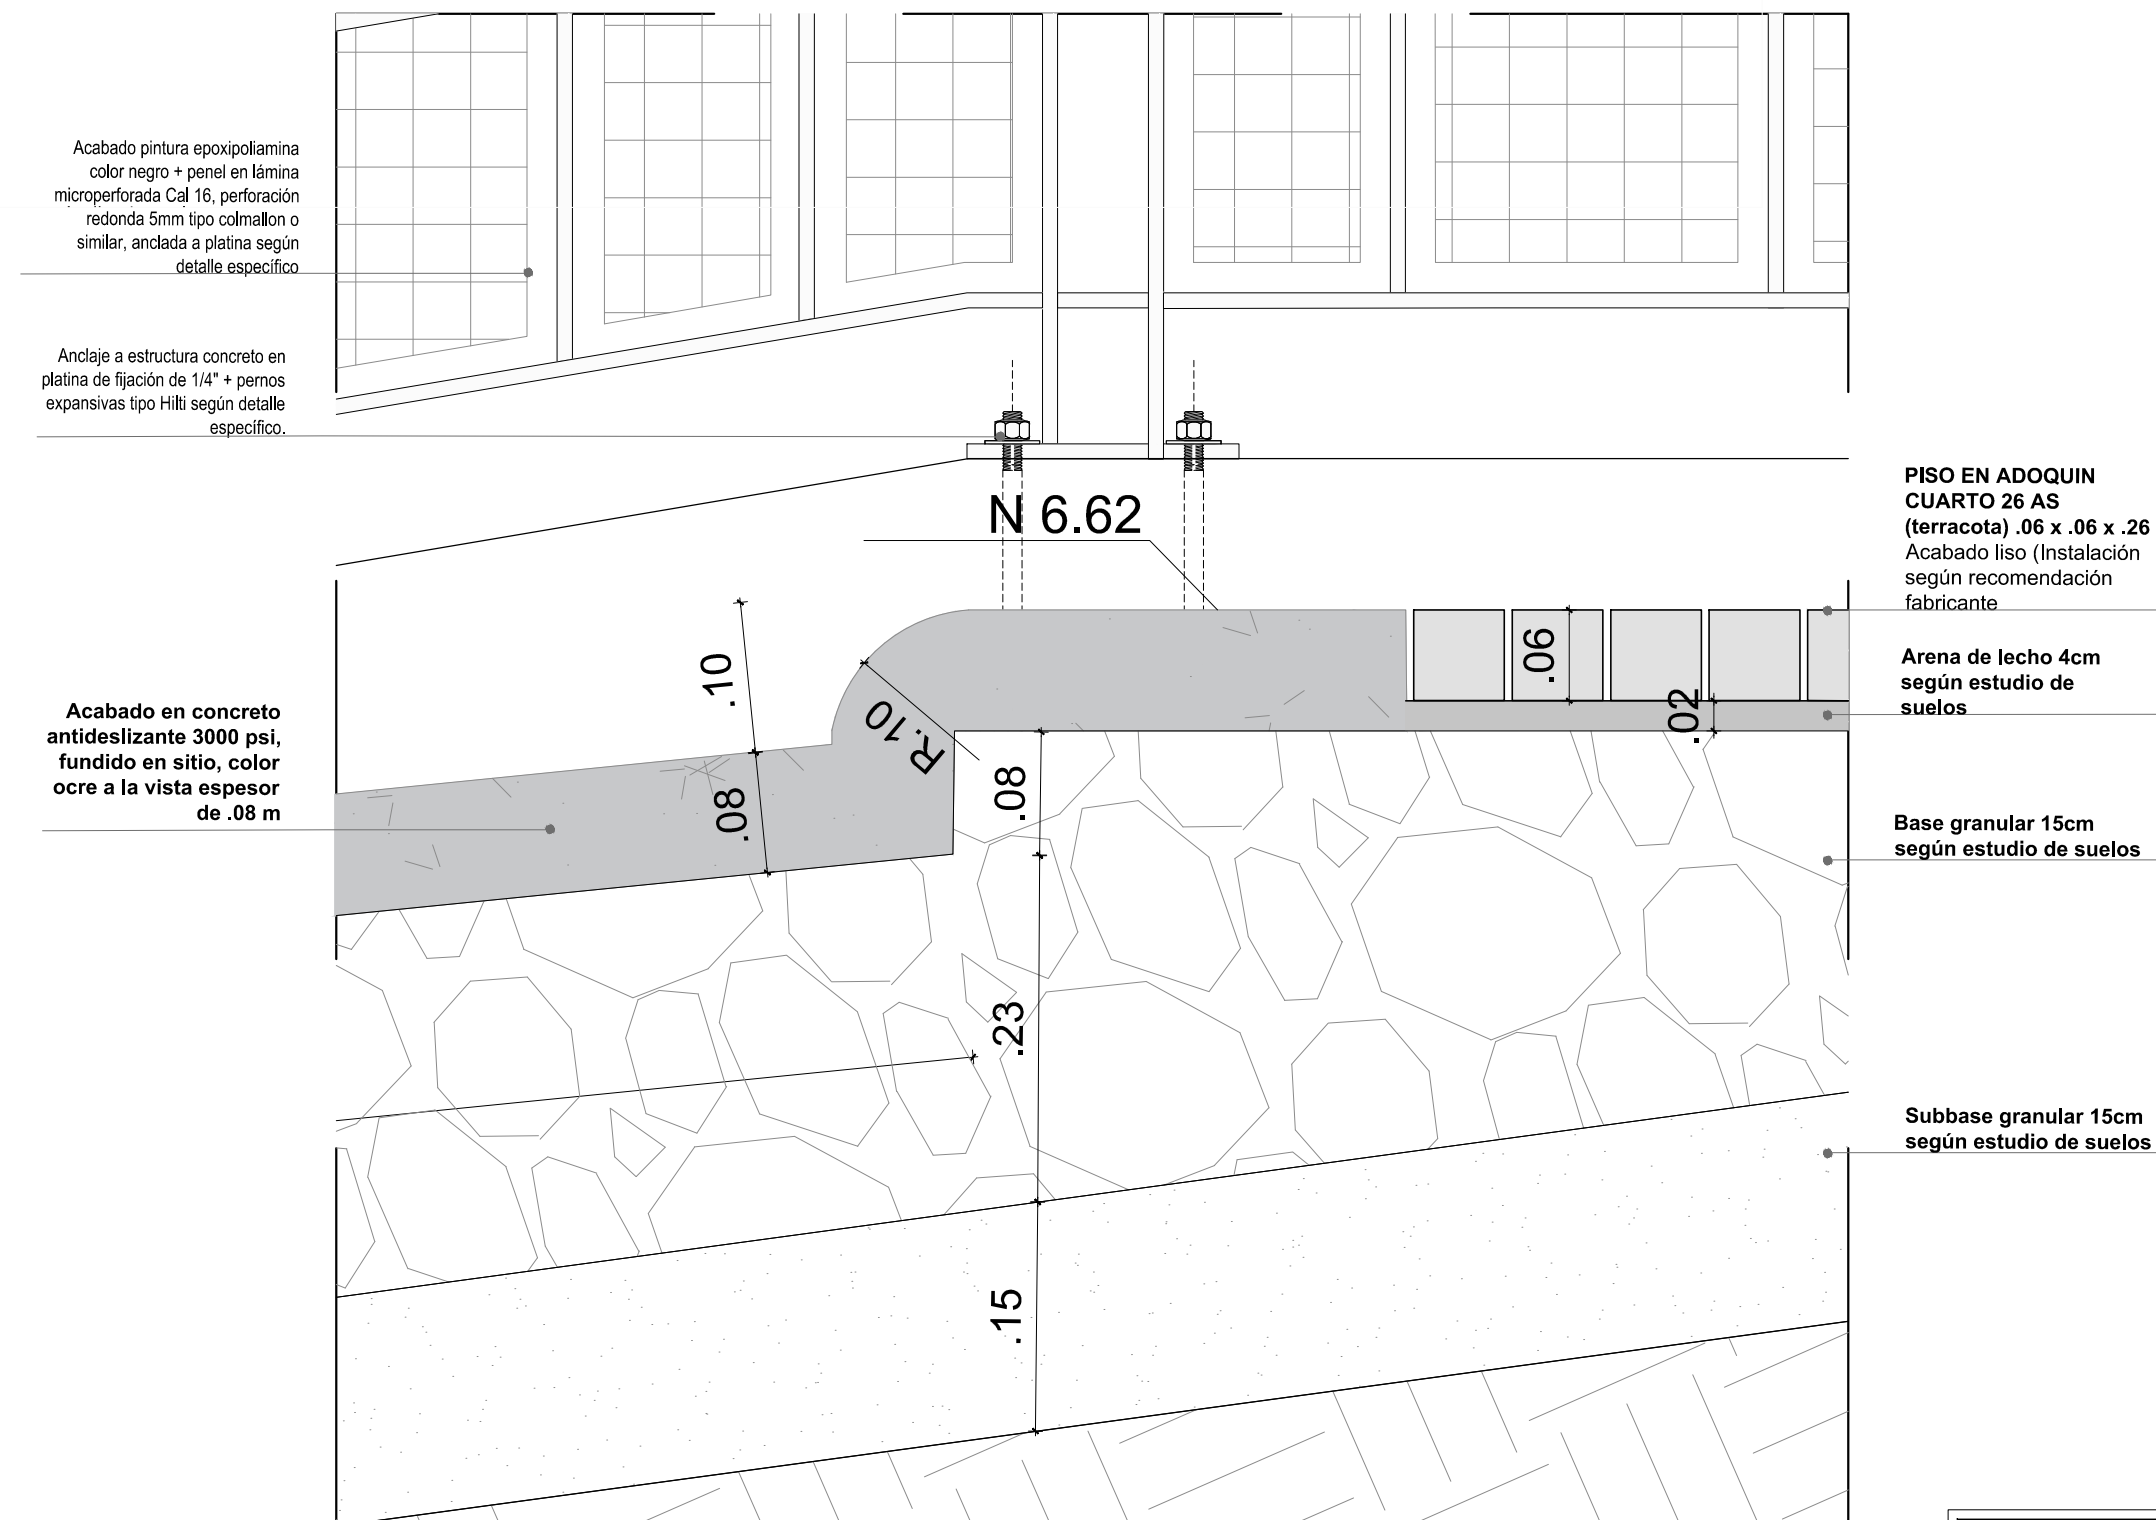 Acabado pintura epoxipoliamina
color negro + penel en lámina
microperforada Cal 16, perforación
redonda 5mm tipo colmallon o
similar, anclada a platina según
detalle específico
Anclaje a estructura concreto en
platina de fijación de 1/4" + pernos
expansivas tipo Hilti según detalle
específico.
N 6.62
PISO EN ADOQUIN
CUARTO 26 AS
(terracota) .06 x .06 x .26
Acabado liso (Instalación
según recomendación
fabricante
.10
R.10
.06
.02
Arena de lecho 4cm
según estudio de
suelos
Acabado en concreto
antideslizante 3000 psi,
fundido en sitio, color
ocre a la vista espesor
de .08 m
.08
.08
Base granular 15cm
según estudio de suelos
.23
Subbase granular 15cm
según estudio de suelos
.15